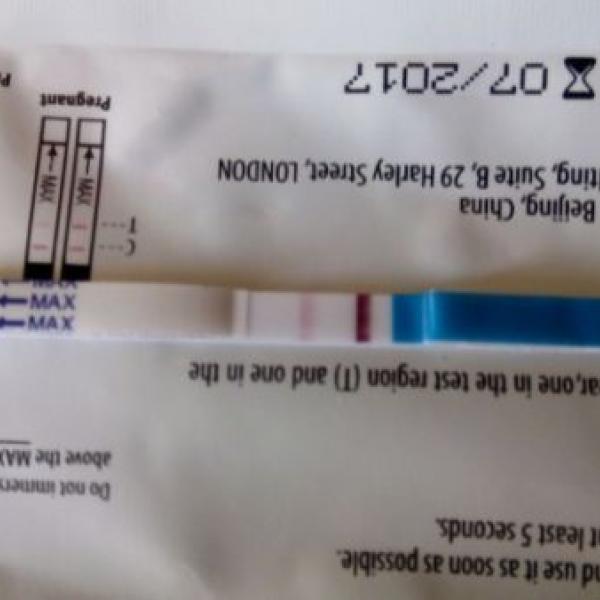 nd use it as soon as possible.
t least 5 seconds.
Do not immers
above the MAX
ar,one in the test region (T) and one in the
←MAX
←MAX
C
T
MAX
MAX
Pregnant
Beijing, China
ting, Suite B, 29 Harley Street, LONDON
07/2017